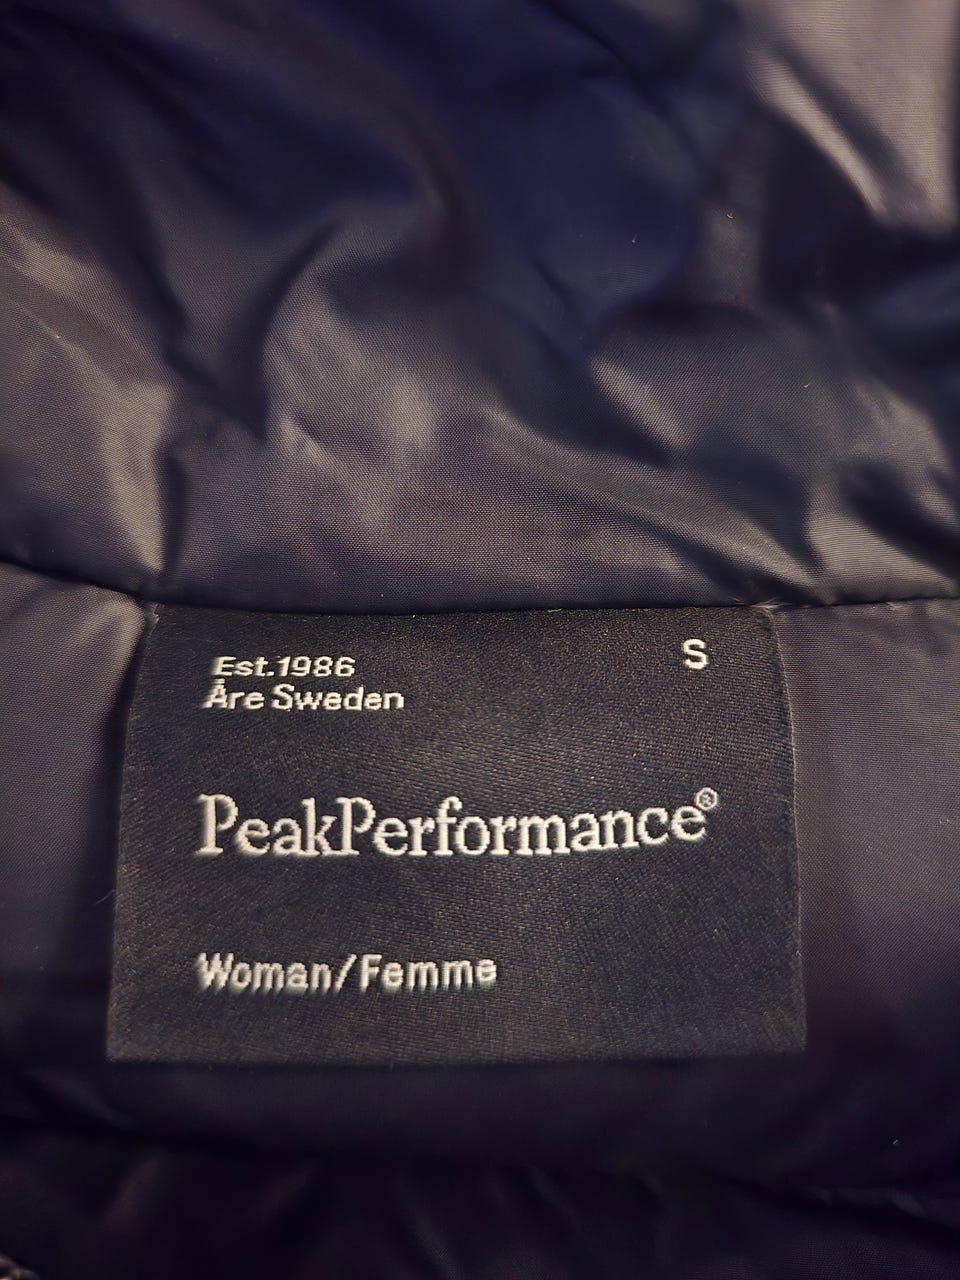 Est.1986
Åre Sweden
S
PeakPerformance®
Woman/Femme